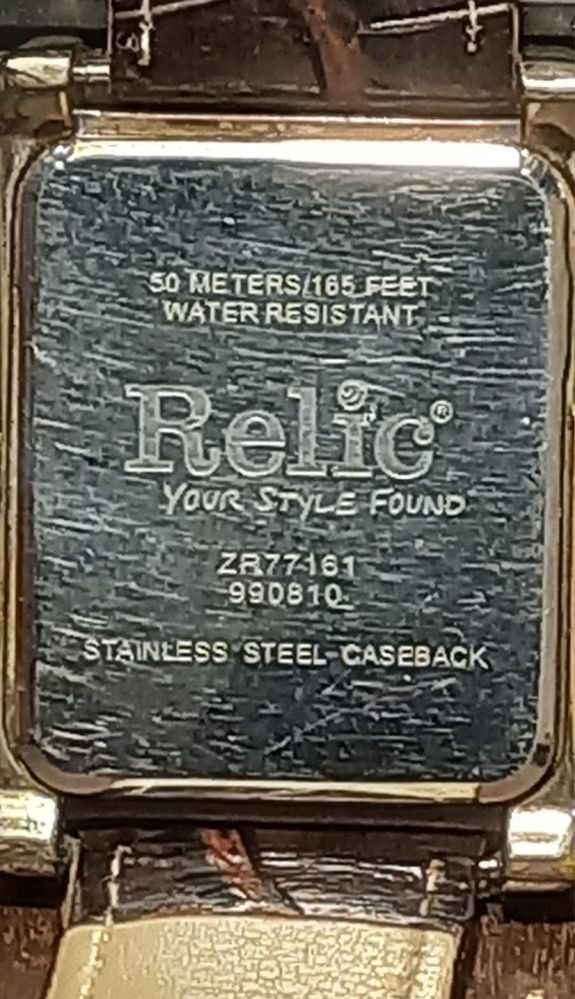 50 METERS/165 FEET
WATER RESISTANT
Relic®
YOUR STYLE FOUND
ZR77161
990810
STAINLESS STEEL CASEBACK